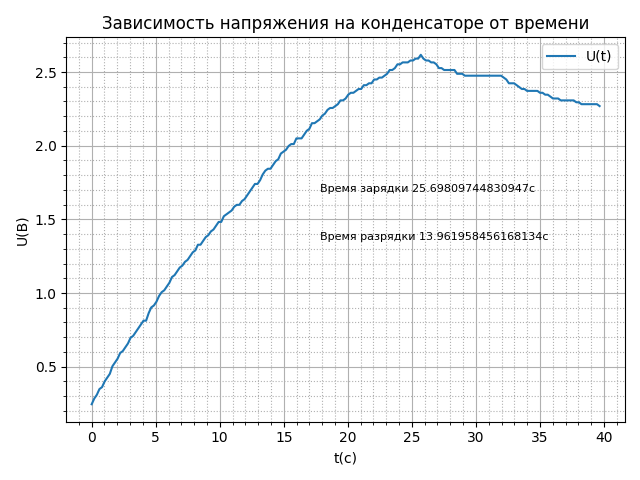 Зависимость напряжения на конденсаторе от времени
U(t)
2.5
2.0
1.5
1.0
0.5
U(В)
Время зарядки 25.69809744830947с
Время разрядки 13.961958456168134с
0 5 10 15 20 25 30 35 40
t(с)